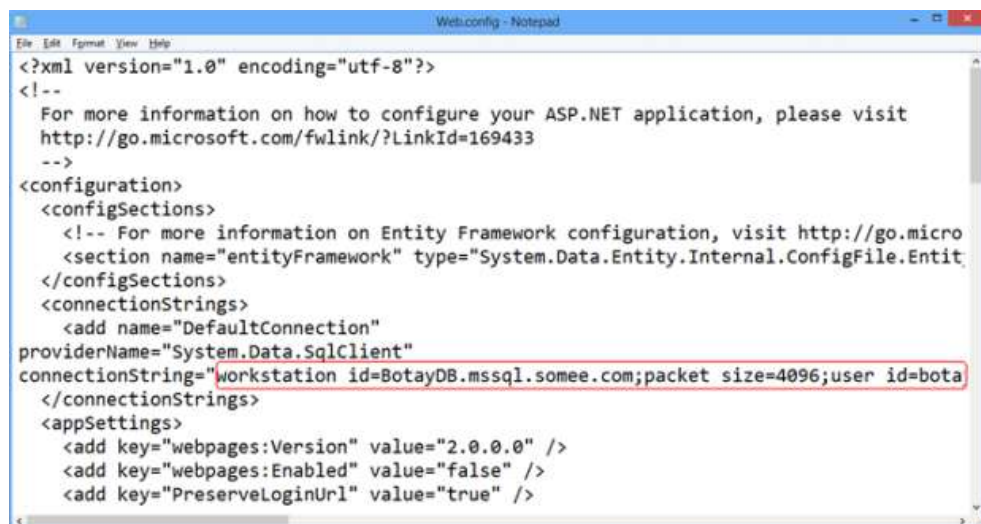 Web.config - Notepad
File Edit Format View Help
<?xml version="1.0" encoding="utf-8"?>
<!--
For more information on how to configure your ASP.NET application, please visit
http://go.microsoft.com/fwlink/?LinkId=169433
-->
<configuration>
<configSections>
<!-- For more information on Entity Framework configuration, visit http://go.micro
<section name="entityFramework" type="System.Data.Entity.Internal.ConfigFile.Entit
</configSections>
<connectionStrings>
<add name="DefaultConnection"
providerName="System.Data.SqlClient"
connectionString="workstation id=BotayDB.mssql.somee.com;packet size=4096;user id=bota
</connectionStrings>
<appSettings>
<add key="webpages:Version" value="2.0.0.0" />
<add key="webpages:Enabled" value="false" />
<add key="PreserveLoginUrl" value="true" />